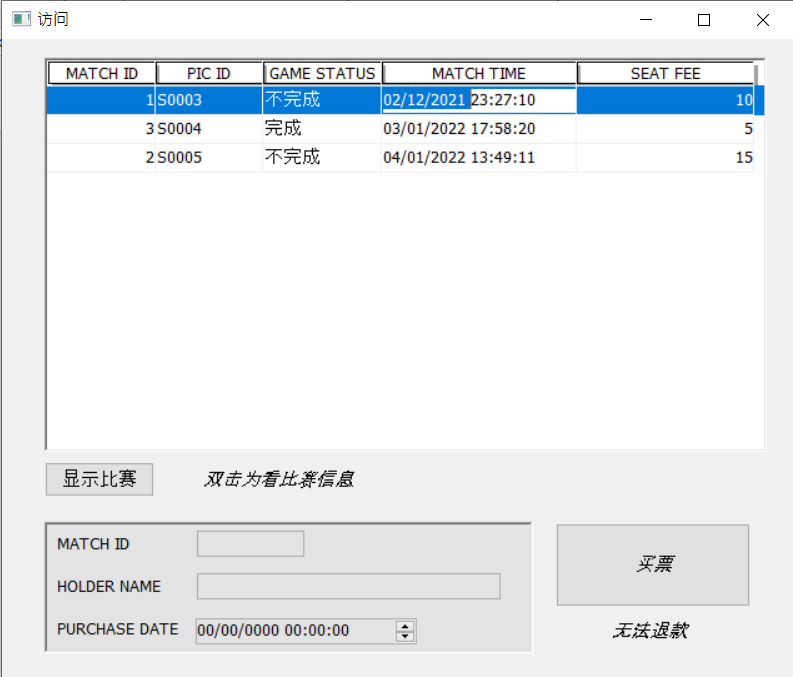 访问
MATCH ID PIC ID GAME STATUS MATCH TIME SEAT FEE
1 S0003 不完成 02/12/2021 23:27:10 10
3 S0004 完成 03/01/2022 17:58:20 5
2 S0005 不完成 04/01/2022 13:49:11 15
显示比赛 双击为看比赛信息
MATCH ID
HOLDER NAME
PURCHASE DATE 00/00/0000 00:00:00
买票
无法退款